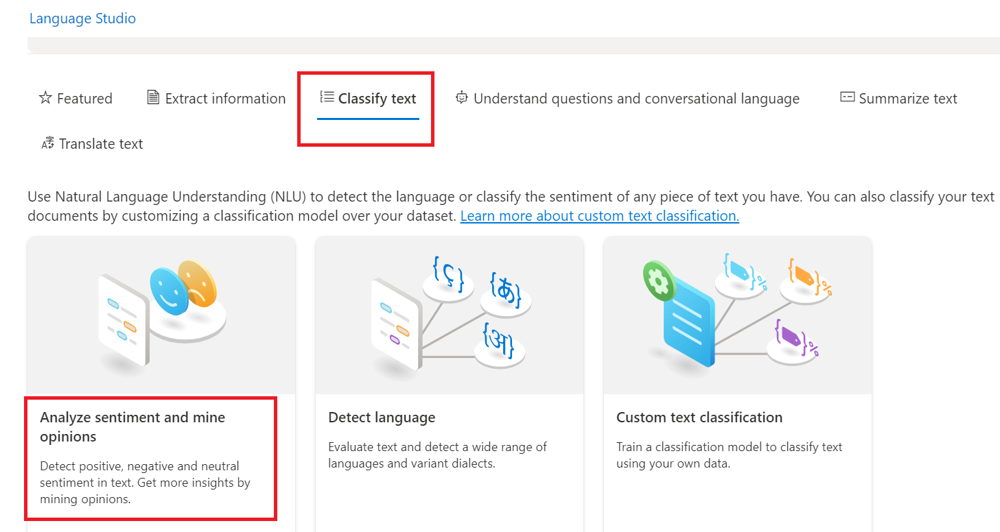 Language Studio
Featured
Extract information
Classify text
Understand questions and conversational language
Summarize text
Translate text
Use Natural Language Understanding (NLU) to detect the language or classify the sentiment of any piece of text you have. You can also classify your text
documents by customizing a classification model over your dataset. Learn more about custom text classification.
{ç}
{あ}
{अ}
}%
}%
}%
Analyze sentiment and mine
opinions
Detect positive, negative and neutral
sentiment in text. Get more insights by
mining opinions.
Detect language
Evaluate text and detect a wide range of
languages and variant dialects.
Custom text classification
Train a classification model to classify text
using your own data.